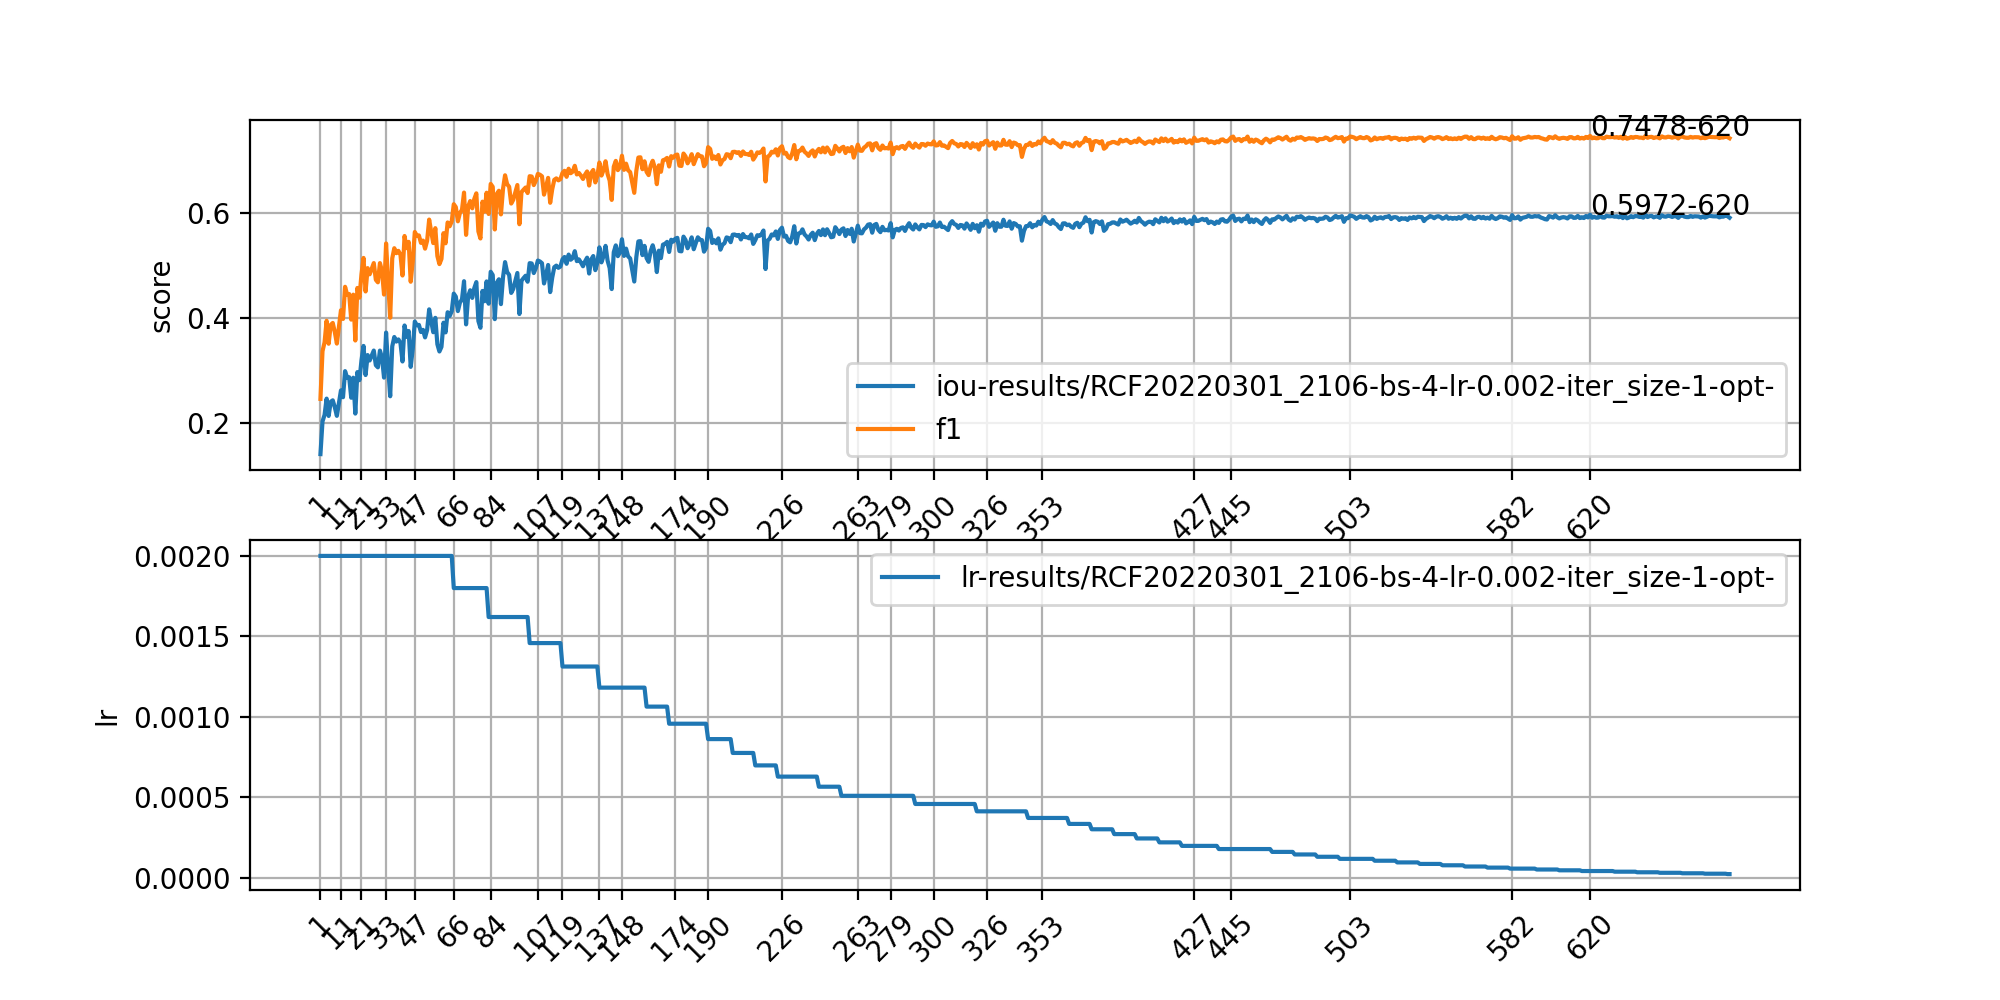 0.7478-620
0.5972-620
score
0.6
0.4
0.2
iou-results/RCF20220301_2106-bs-4-lr-0.002-iter_size-1-opt-
f1
1 11 21 33 47 66 84 107 119 137 148 174 190 226 263 279 300 326 353 427 445 503 582 620
lr
0.0020
0.0015
0.0010
0.0005
0.0000
lr-results/RCF20220301_2106-bs-4-lr-0.002-iter_size-1-opt-
1 11 21 33 47 66 84 107 119 137 148 174 190 226 263 279 300 326 353 427 445 503 582 620